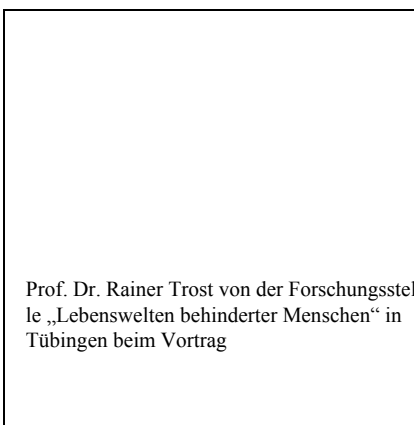 Prof. Dr. Rainer Trost von der Forschungsstel
le „Lebenswelten behinderter Menschen“ in
Tübingen beim Vortrag